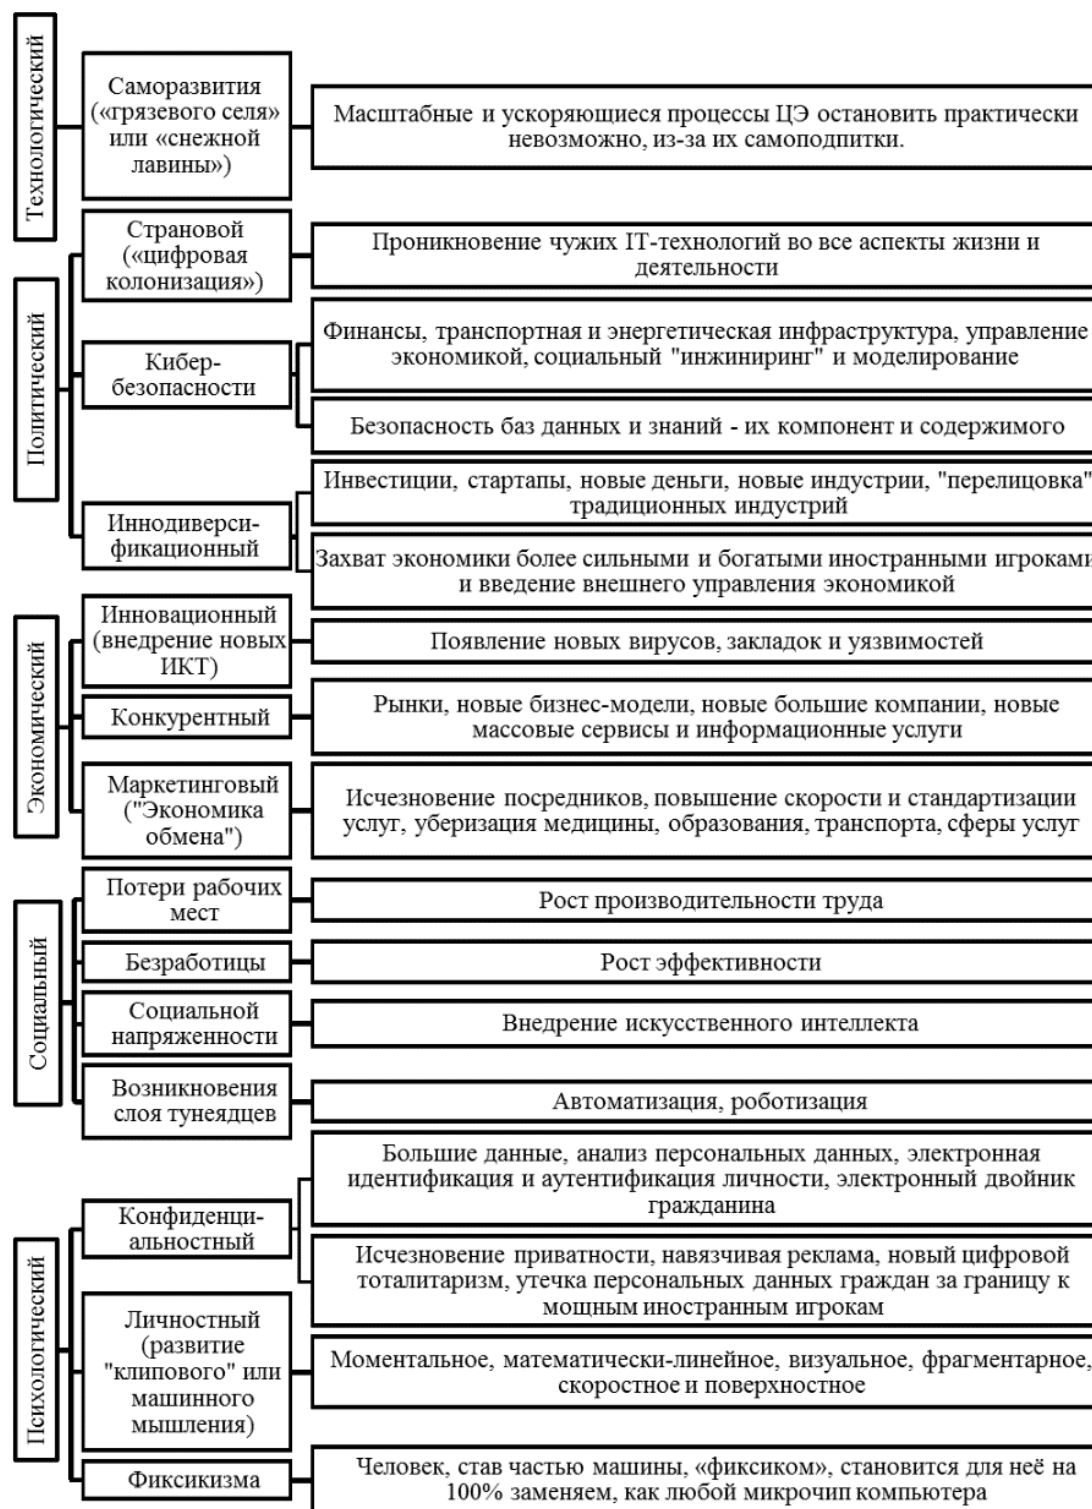 Технологический
Саморазвития
(«грязевого селя»
или «снежной
лавины»)
Масштабные и ускоряющиеся процессы ЦЭ остановить практически
невозможно, из-за их самоподпитки.
Политический
Страновой
(«цифровая
колонизация»)
Проникновение чужих IT-технологий во все аспекты жизни и
деятельности
Кибер-
безопасности
Финансы, транспортная и энергетическая инфраструктура, управление
экономикой, социальный "инжиниринг" и моделирование
Безопасность баз данных и знаний - их компонент и содержимого
Иннодиверси-
фикационный
Инвестиции, стартапы, новые деньги, новые индустрии, "перелицовка"
традиционных индустрий
Захват экономики более сильными и богатыми иностранными игроками
и введение внешнего управления экономикой
Экономический
Инновационный
(внедрение новых
ИКТ)
Появление новых вирусов, закладок и уязвимостей
Конкурентный
Рынки, новые бизнес-модели, новые большие компании, новые
массовые сервисы и информационные услуги
Маркетинговый
("Экономика
обмена")
Исчезновение посредников, повышение скорости и стандартизации
услуг, уберизация медицины, образования, транспорта, сферы услуг
Социальный
Потери рабочих
мест
Рост производительности труда
Безработицы
Рост эффективности
Социальной
напряженности
Внедрение искусственного интеллекта
Возникновения
слоя тунеядцев
Автоматизация, роботизация
Психологический
Конфиденци-
альностный
Большие данные, анализ персональных данных, электронная
идентификация и аутентификация личности, электронный двойник
гражданина
Исчезновение приватности, навязчивая реклама, новый цифровой
тоталитаризм, утечка персональных данных граждан за границу к
мощным иностранным игрокам
Личностный
(развитие
"клипового" или
машинного
мышления)
Моментальное, математически-линейное, визуальное, фрагментарное,
скоростное и поверхностное
Фиксикизма
Человек, став частью машины, «фиксиком», становится для неё на
100% заменяем, как любой микрочип компьютера